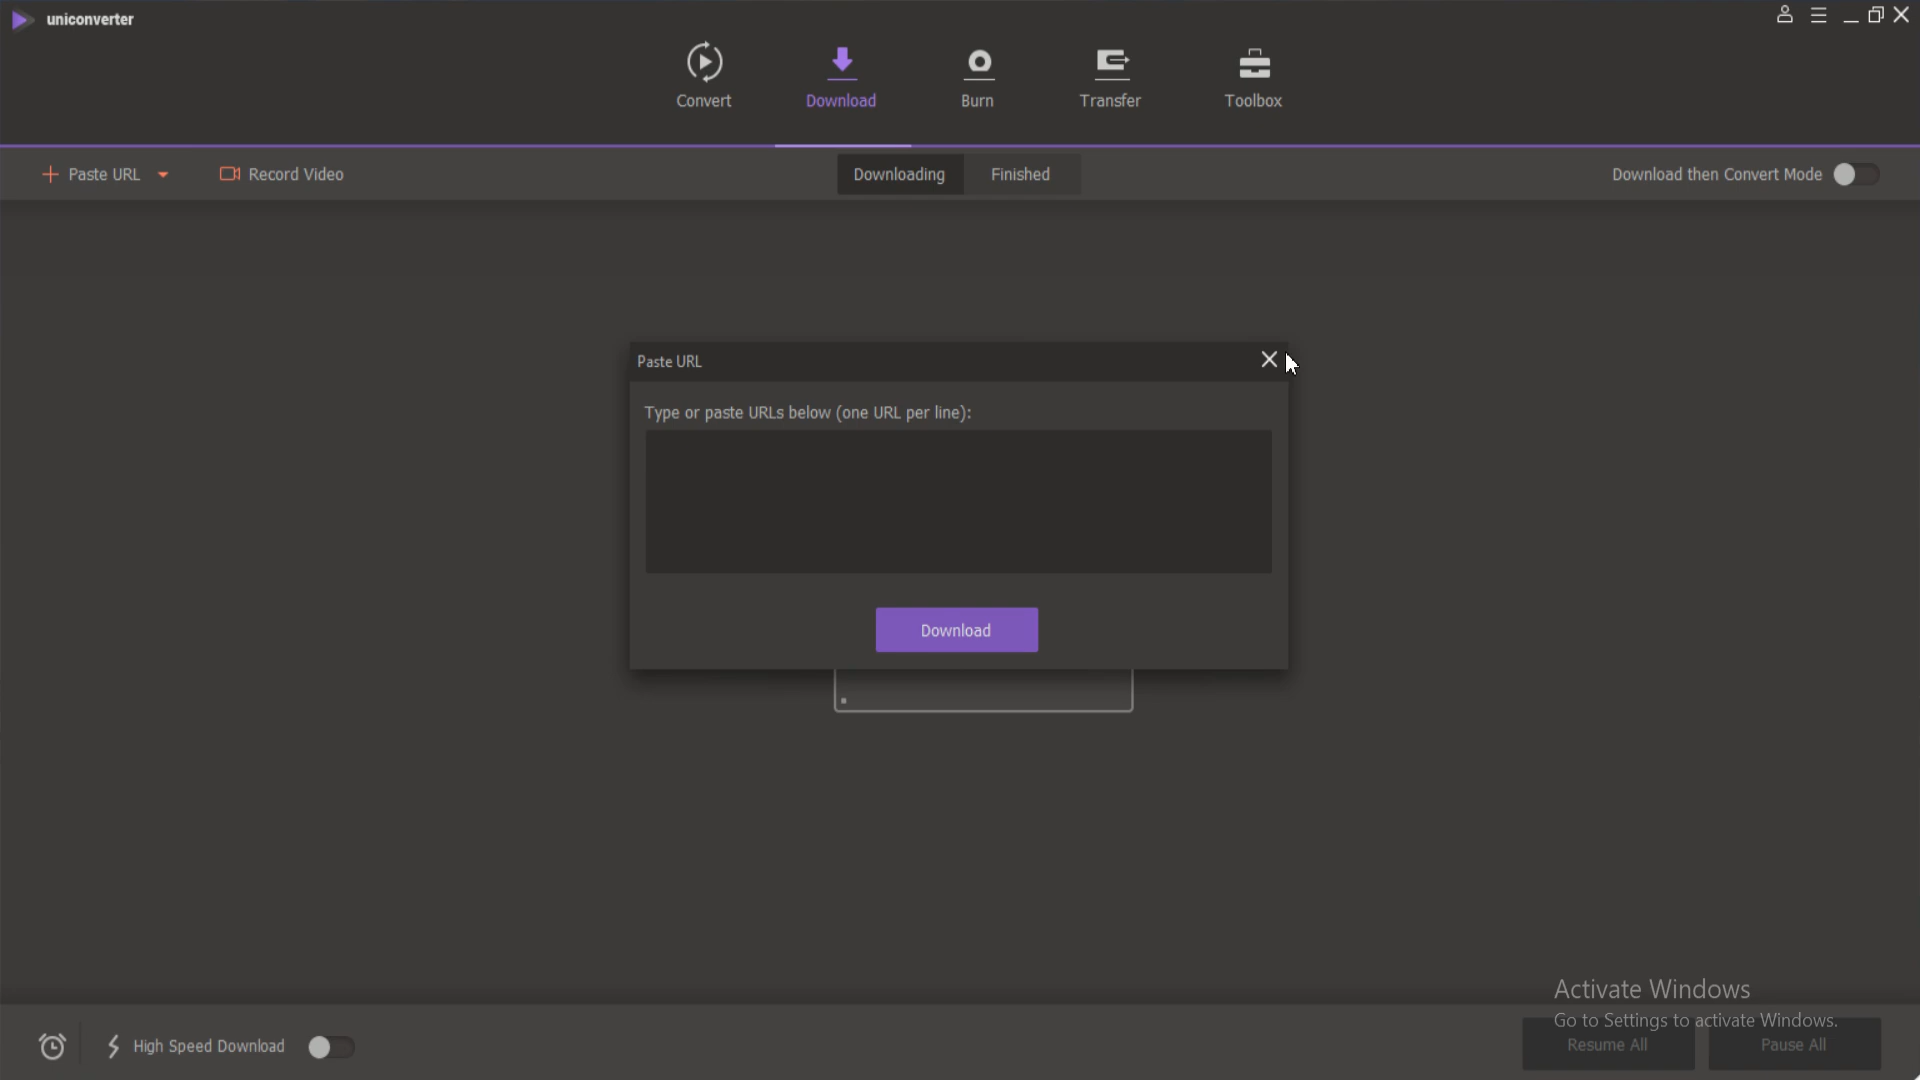 uniconverter
Convert
Download
Burn
Transfer
Toolbox
Paste URL
Record Video
Downloading
Finished
Download then Convert Mode
Paste URL
Type or paste URLs below (one URL per line):
Download
Activate Windows
Go to Settings to activate Windows.
High Speed Download
Resume All
Pause All